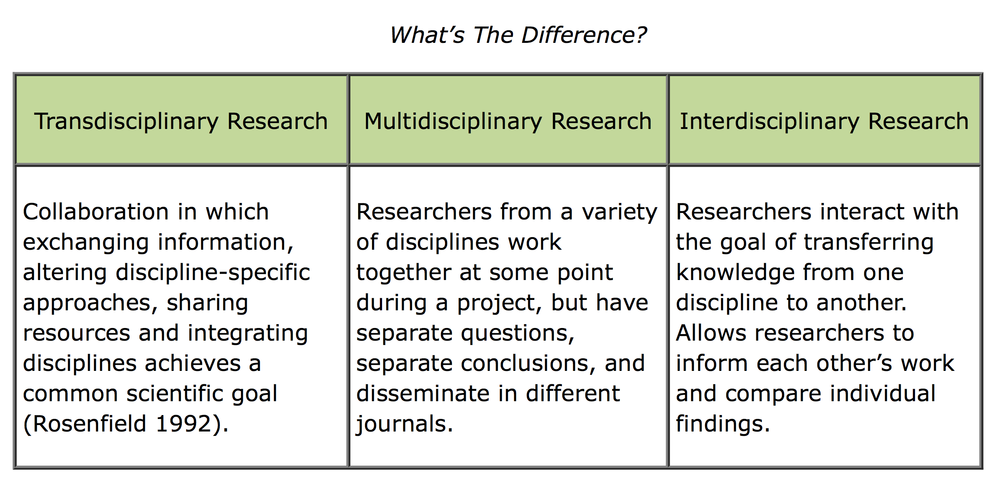 What’s The Difference?
Transdisciplinary Research
Multidisciplinary Research
Interdisciplinary Research
Collaboration in which
exchanging information,
altering discipline-specific
approaches, sharing
resources and integrating
disciplines achieves a
common scientific goal
(Rosenfield 1992).
Researchers from a variety
of disciplines work
together at some point
during a project, but have
separate questions,
separate conclusions, and
disseminate in different
journals.
Researchers interact with
the goal of transferring
knowledge from one
discipline to another.
Allows researchers to
inform each other’s work
and compare individual
findings.